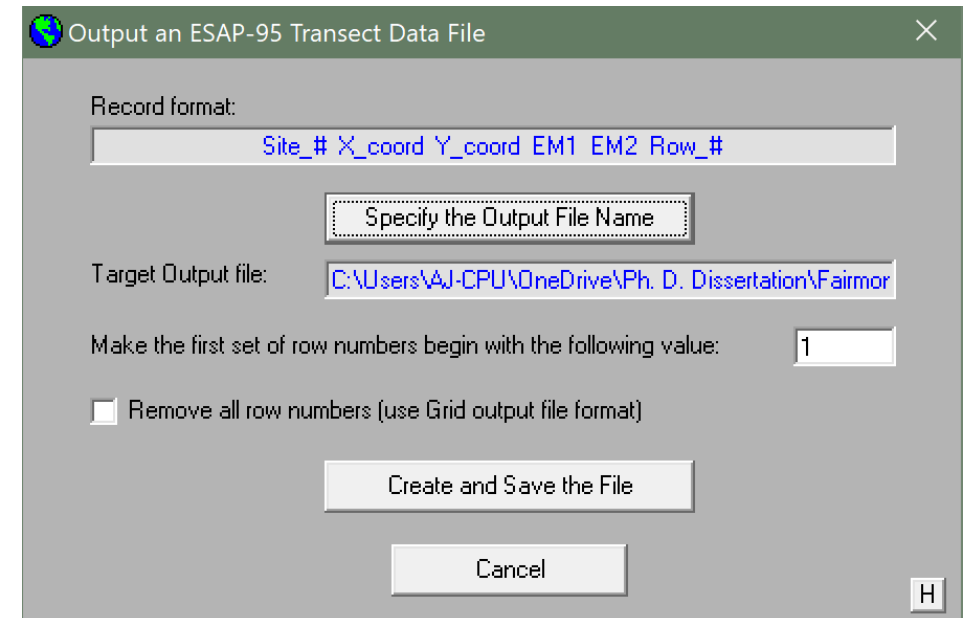 Output an ESAP-95 Transect Data File
Record format:
Site_# X_coord Y_coord EM1 EM2 Row_#
Specify the Output File Name
Target Output file: C:\Users\AJ-CPU\OneDrive\Ph. D. Dissertation\Fairmor
Make the first set of row numbers begin with the following value: 1
Remove all row numbers (use Grid output file format)
Create and Save the File
Cancel
H